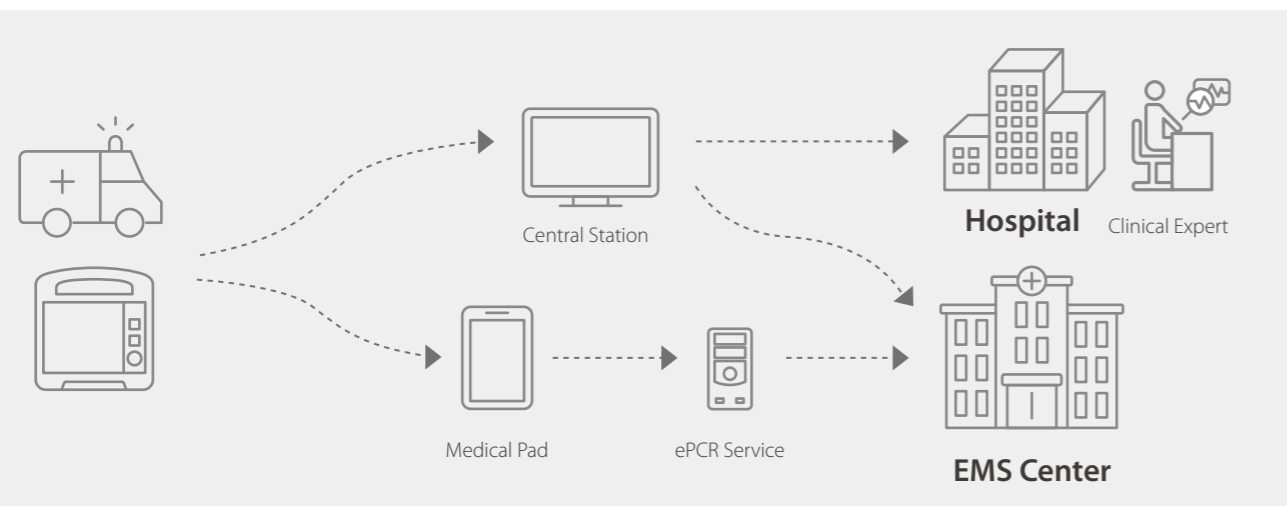 Central Station
Hospital
Clinical Expert
Medical Pad
ePCR Service
EMS Center